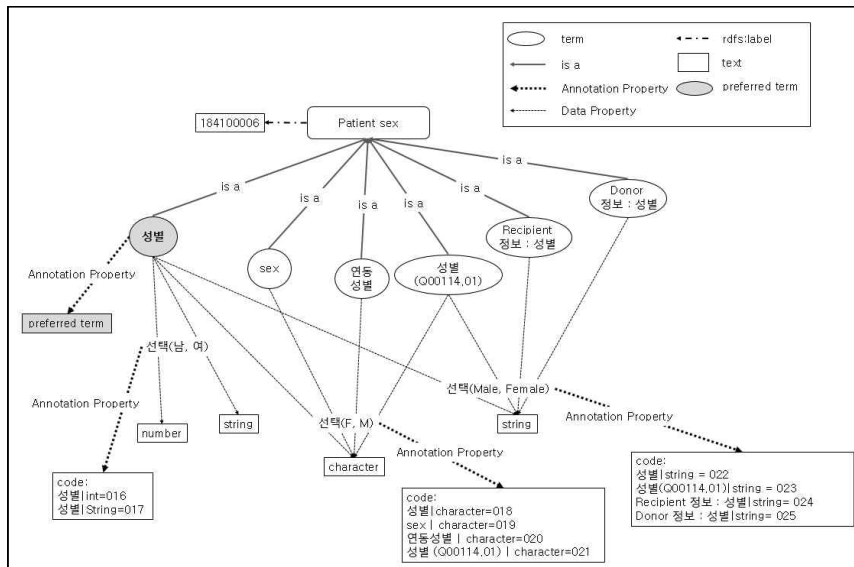 term
rdfs:label
is a
text
Annotation Property
preferred term
Data Property
184100006
Patient sex
is a
is a
is a
is a
is a
is a
성별
sex
연동
성별
성별
(Q00114,01)
Recipient
정보 : 성별
Donor
정보 : 성별
Annotation Property
preferred term
선택(남, 여)
Annotation Property
number
string
선택(F, M)
character
선택(Male, Female)
string
Annotation Property
Annotation Property
code:
성별|int=016
성별|String=017
code:
성별|character=018
sex | character=019
연동성별 | character=020
성별 (Q00114,01) | character=021
code:
성별|string = 022
성별(Q00114,01)|string = 023
Recipient 정보 : 성별|string= 024
Donor 정보 : 성별|string= 025